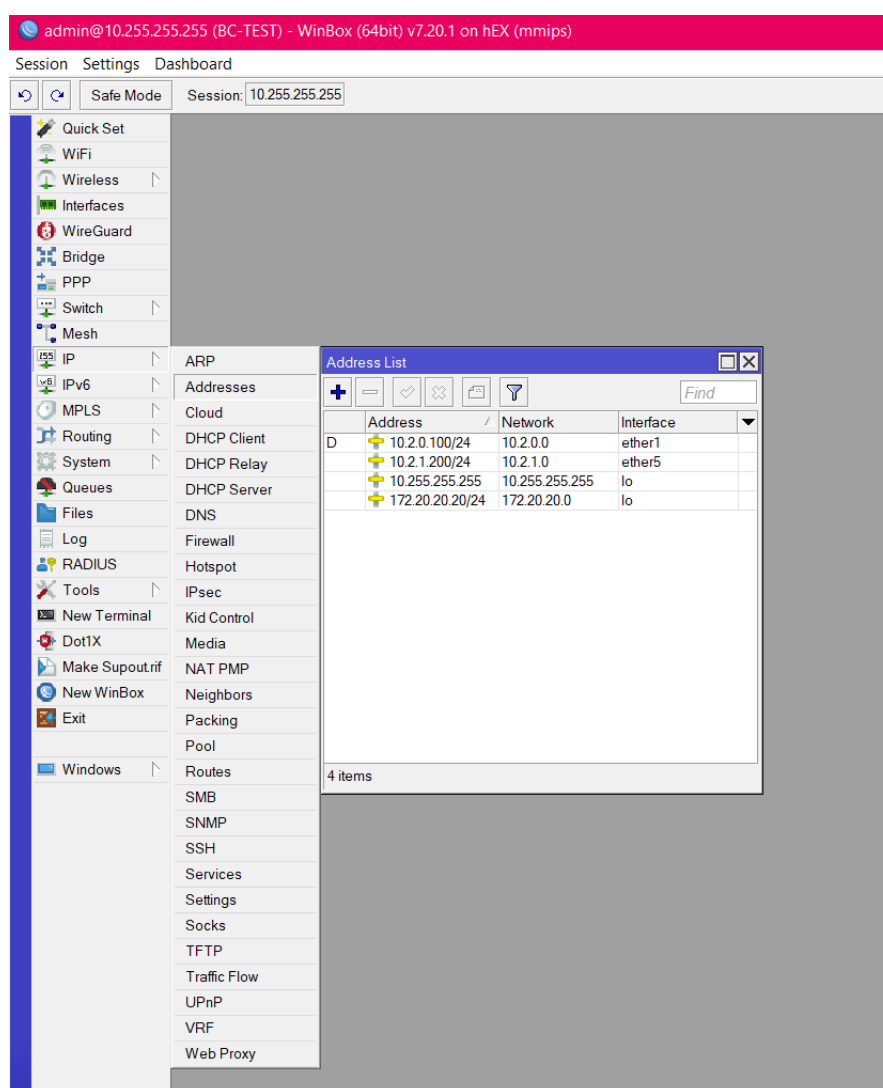 admin@10.255.255.255 (BC-TEST) - WinBox (64bit) v7.20.1 on hEX (mmips)
Session Settings Dashboard
Safe Mode Session: 10.255.255.255
Quick Set
WiFi
Wireless
Interfaces
WireGuard
Bridge
PPP
Switch
Mesh
IP
IPv6
MPLS
Routing
System
Queues
Files
Log
RADIUS
Tools
New Terminal
Dot1X
Make Supout.rif
New WinBox
Exit
Windows
ARP
Addresses
Cloud
DHCP Client
DHCP Relay
DHCP Server
DNS
Firewall
Hotspot
IPsec
Kid Control
Media
NAT PMP
Neighbors
Packing
Pool
Routes
SMB
SNMP
SSH
Services
Settings
Socks
TFTP
Traffic Flow
UPnP
VRF
Web Proxy
Address List
Find
Address Network Interface
D 10.2.0.100/24 10.2.0.0 ether1
10.2.1.200/24 10.2.1.0 ether5
10.255.255.255 10.255.255.255 lo
172.20.20.20/24 172.20.20.0 lo
4 items